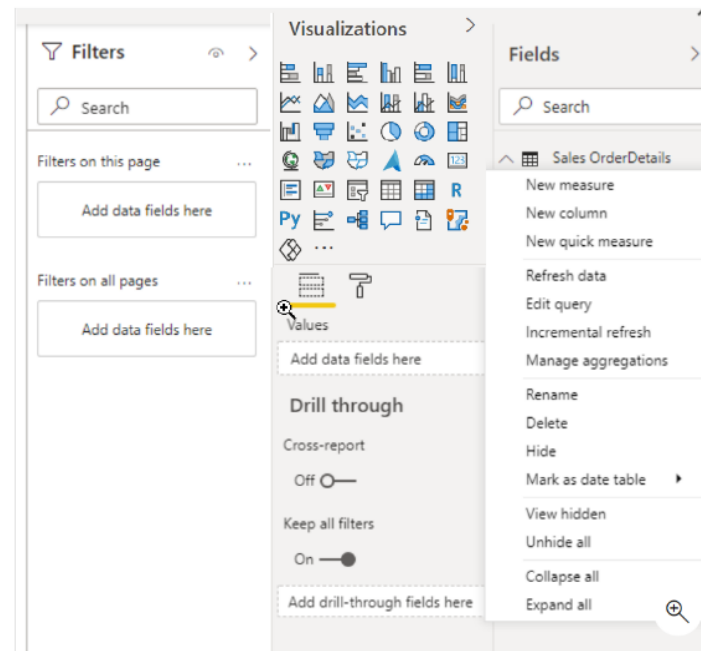 Filters
Search
Filters on this page
...
Add data fields here
Filters on all pages
...
Add data fields here
Visualizations
123
R
Py
...
Values
Add data fields here
Drill through
Cross-report
Off
Keep all filters
On
Add drill-through fields here
Fields
Search
Sales OrderDetails
New measure
New column
New quick measure
Refresh data
Edit query
Incremental refresh
Manage aggregations
Rename
Delete
Hide
Mark as date table
View hidden
Unhide all
Collapse all
Expand all